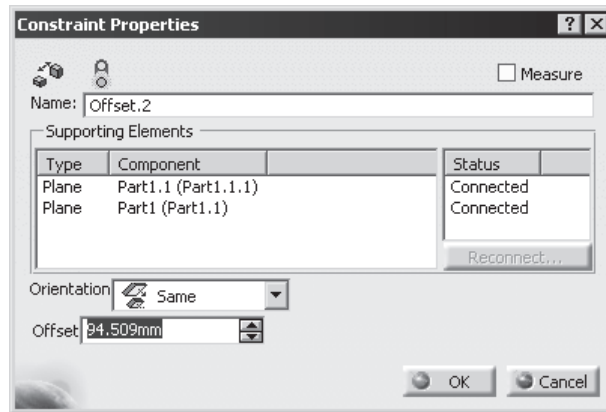 Constraint Properties
Measure
Name: Offset.2
Supporting Elements
Type Component Status
Plane Part1.1 (Part1.1.1) Connected
Plane Part1 (Part1.1) Connected
Reconnect...
Orientation Same
Offset 94.509mm
OK Cancel